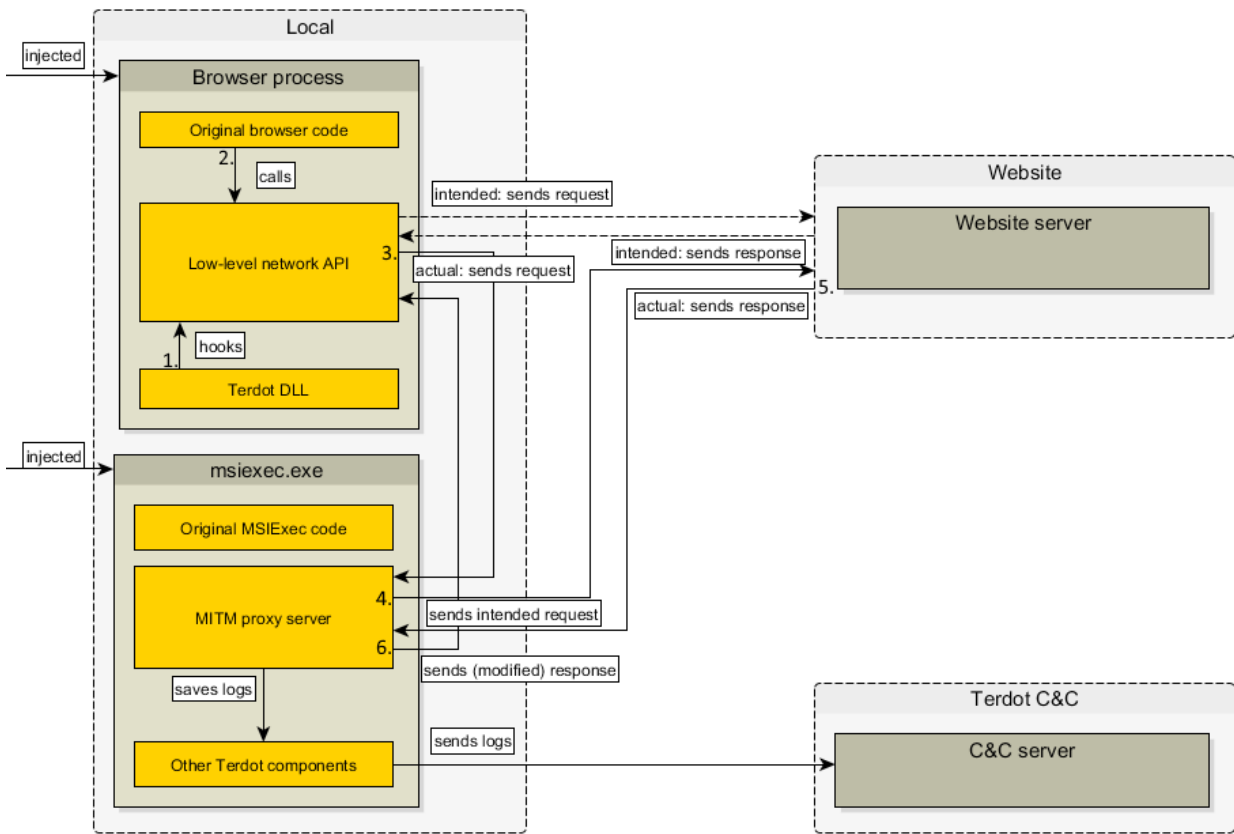 Local
injected
Browser process
Original browser code
2.
calls
intended: sends request
Website
Website server
Low-level network API
3.
intended: sends response
actual: sends request
5.
actual: sends response
hooks
1.
Terdot DLL
injected
msiexec.exe
Original MSIExec code
MITM proxy server
4.
sends intended request
6.
sends (modified) response
saves logs
Terdot C&C
sends logs
C&C server
Other Terdot components